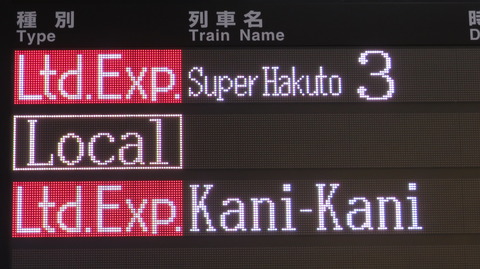 種別 列車名 時
Type Train Name D
Ltd.Exp. Super Hakuto 3
Local
Ltd.Exp. Kani-Kani